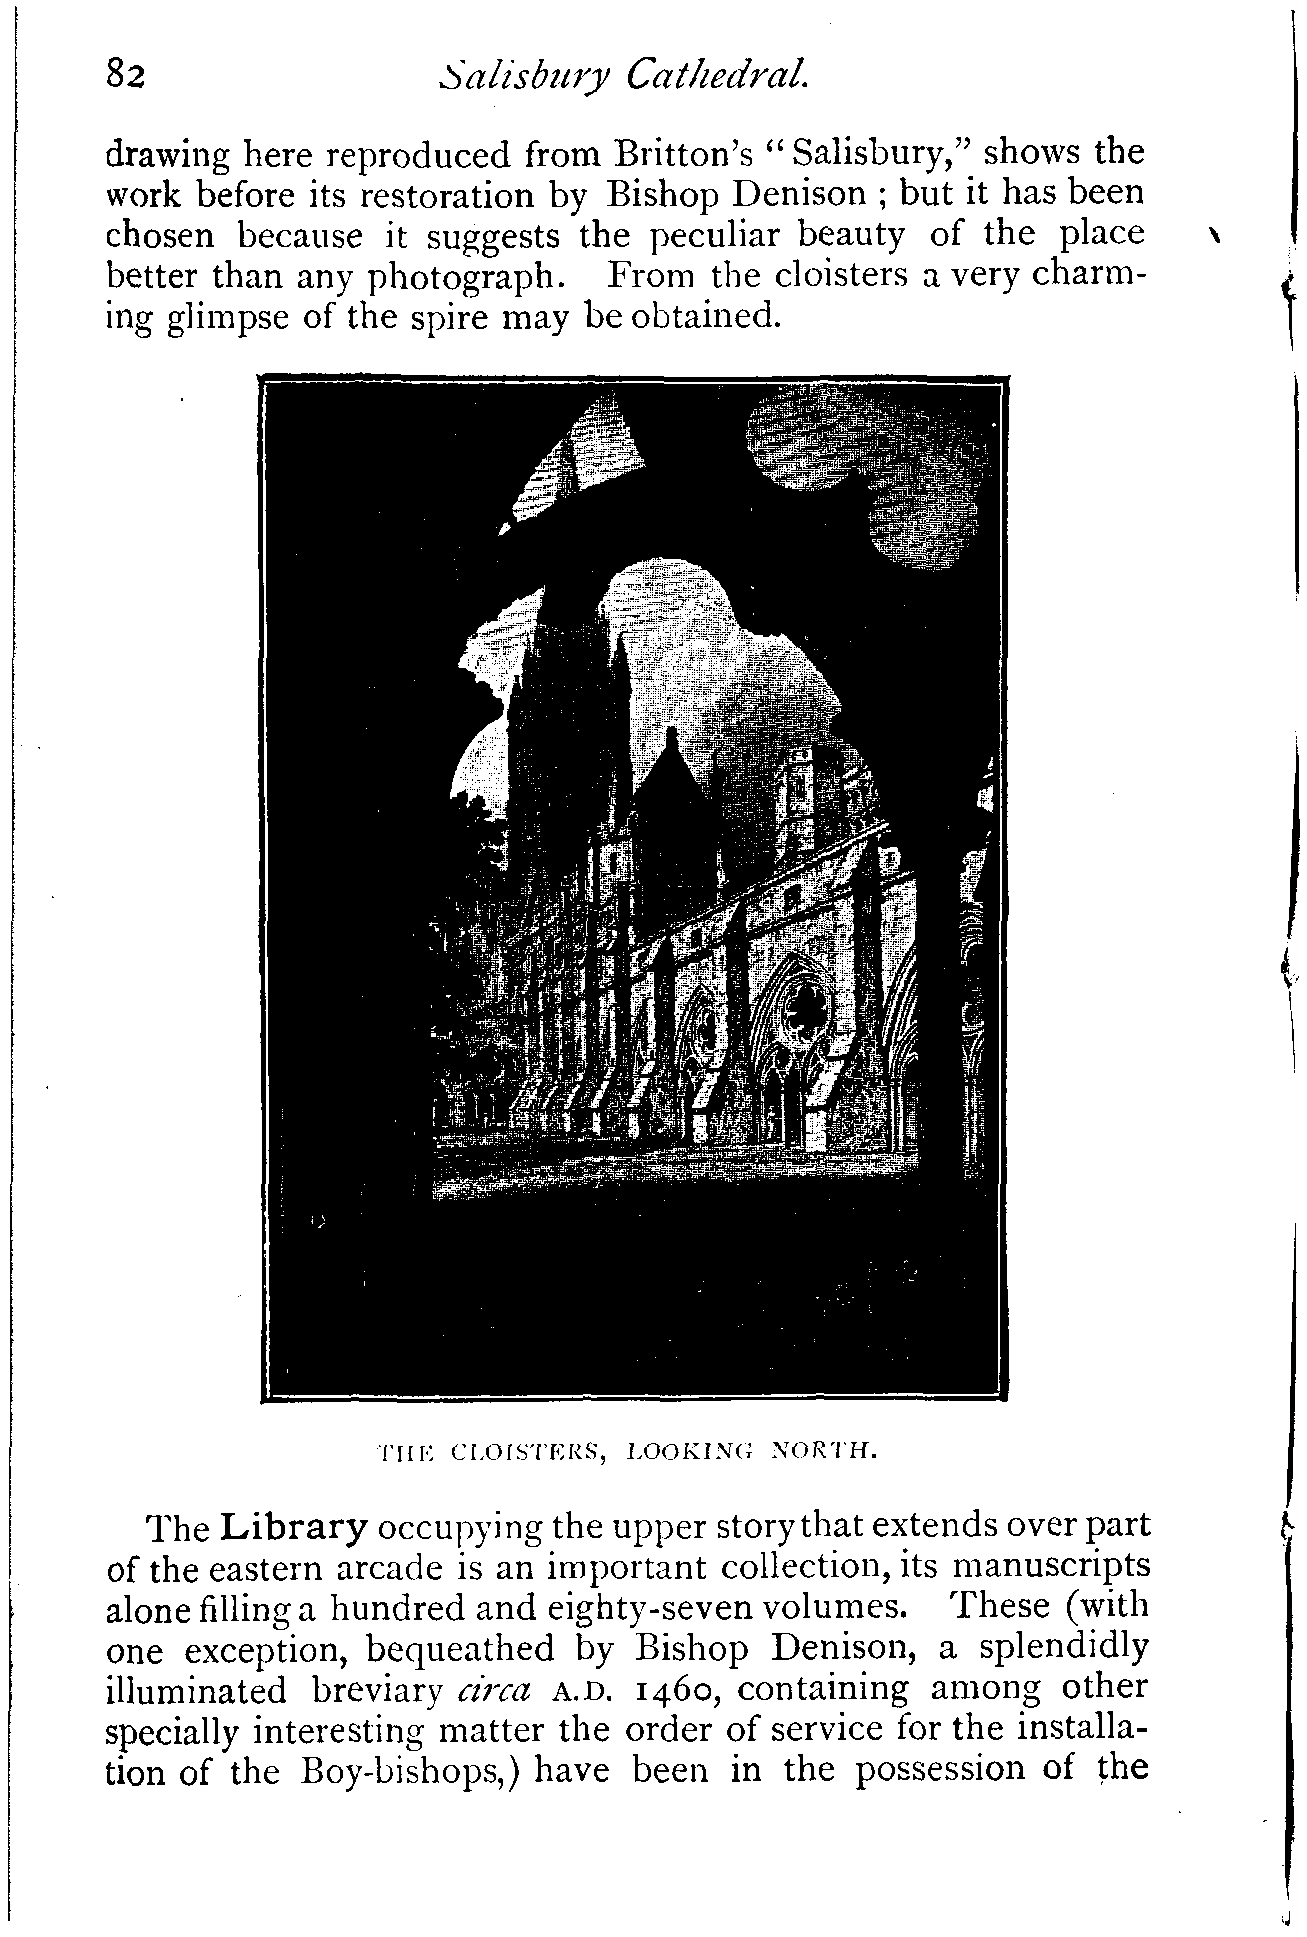 82 Salisbury Cathedral.
drawing here reproduced from Britton's "Salisbury," shows the
work before its restoration by Bishop Denison ; but it has been
chosen because it suggests the peculiar beauty of the place
better than any photograph. From the cloisters a very charm-
ing glimpse of the spire may be obtained.
THE CLOISTERS, LOOKING NORTH.
The Library occupying the upper story that extends over part
of the eastern arcade is an important collection, its manuscripts
alone filling a hundred and eighty-seven volumes. These (with
one exception, bequeathed by Bishop Denison, a splendidly
illuminated breviary circa A.D. 1460, containing among other
specially interesting matter the order of service for the installa-
tion of the Boy-bishops,) have been in the possession of the